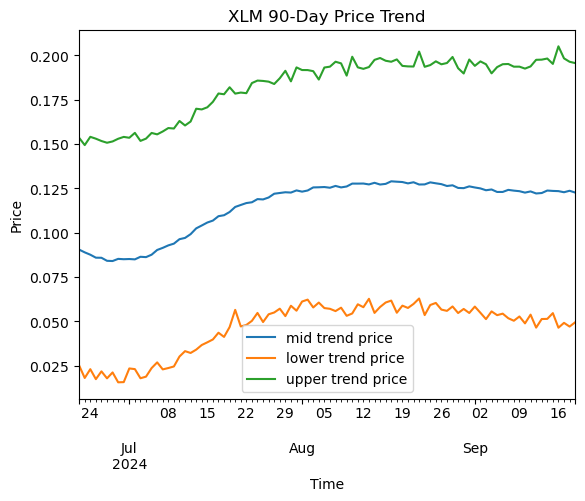 XLM 90-Day Price Trend
Price
0.200
0.175
0.150
0.125
0.100
0.075
0.050
0.025
mid trend price
lower trend price
upper trend price
24 08 15 22 29 05 12 19 26 02 09 16
Jul Aug Sep
2024
Time